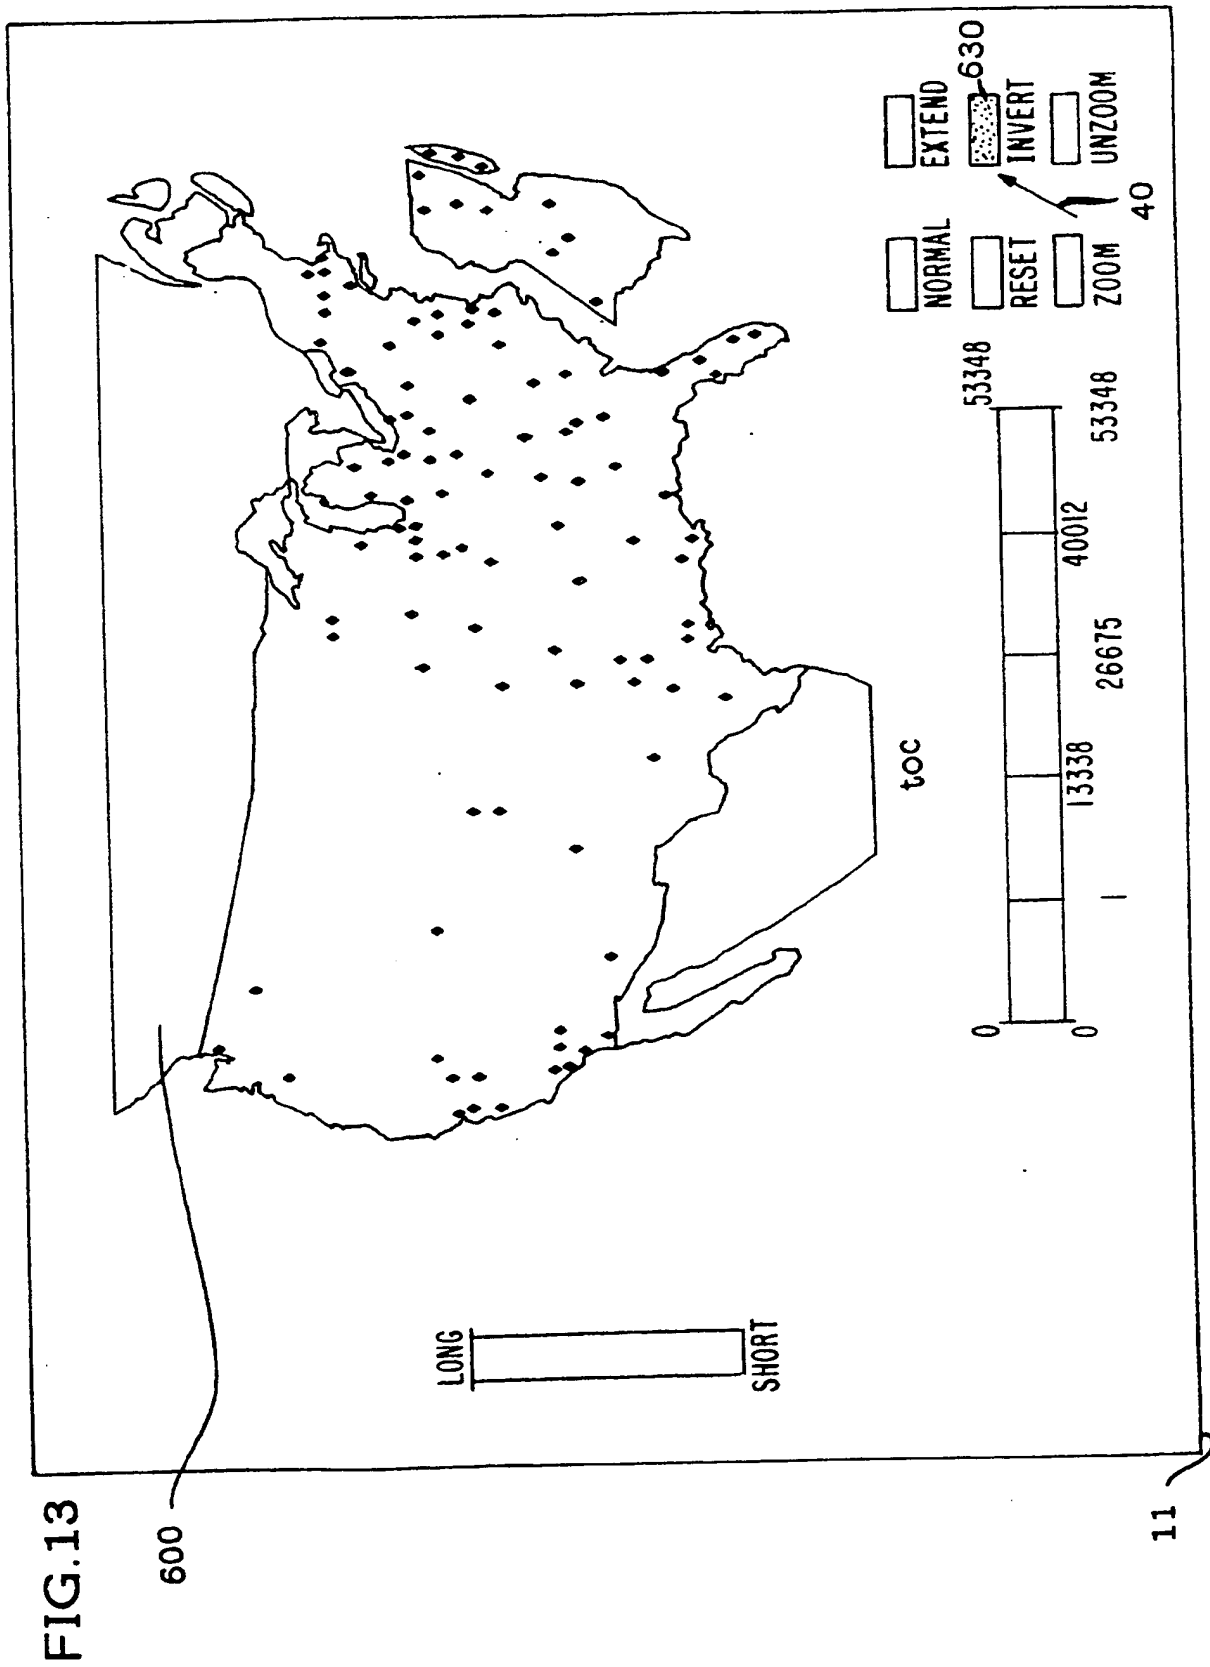 FIG.13
600
11
LONG
SHORT
toc
0
53348
0
1
13338
26675
40012
53348
NORMAL
EXTEND
RESET
INVERT
630
ZOOM
UNZOOM
40